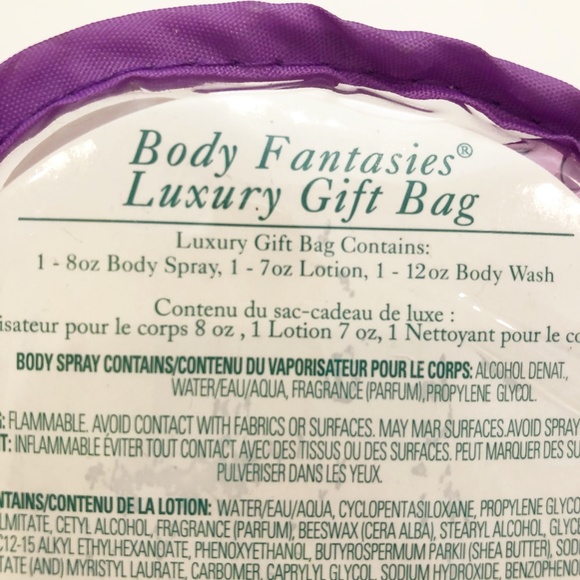 Body Fantasies®
Luxury Gift Bag
Luxury Gift Bag Contains:
1 - 8oz Body Spray, 1 - 7oz Lotion, 1 - 12oz Body Wash
Contenu du sac-cadeau de luxe :
isateur pour le corps 8 oz , 1 Lotion 7 oz, 1 Nettoyant pour le co
BODY SPRAY CONTAINS/CONTENU DU VAPORISATEUR POUR LE CORPS: ALCOHOL DENAT.,
WATER/EAU/AQUA, FRAGRANCE (PARFUM),PROPYLENE GLYCOL.
G: FLAMMABLE. AVOID CONTACT WITH FABRICS OR SURFACES. MAY MAR SURFACES.AVOID SPRAY
T: INFLAMMABLE ÉVITER TOUT CONTACT AVEC DES TISSUS OU DES SURFACES. PEUT MARQUER DES SU
PULVÉRISER DANS LES YEUX.
NTAINS/CONTENU DE LA LOTION: WATER/EAU/AQUA, CYCLOPENTASILOXANE, PROPYLENE GLYCO
LMITATE, CETYL ALCOHOL, FRAGRANCE (PARFUM), BEESWAX (CERA ALBA), STEARYL ALCOHOL, GLYC
C12-15 ALKYL ETHYLHEXANOATE, PHENOXYETHANOL, BUTYROSPERMUM PARKII (SHEA BUTTER), SOD
TATE (AND) MYRISTYL LAURATE, CARBOMER, CAPRYLYL GLYCOL, SODIUM HYDROXIDE, BENZOPHENO